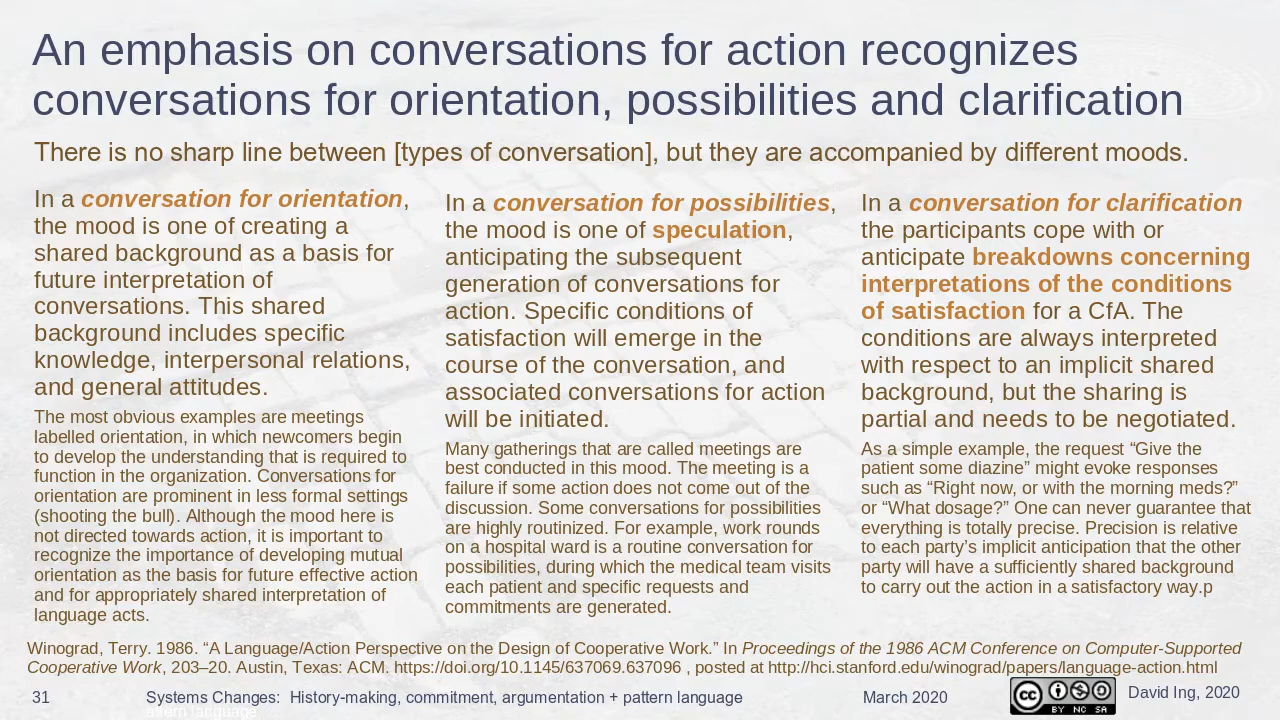 An emphasis on conversations for action recognizes
conversations for orientation, possibilities and clarification
There is no sharp line between [types of conversation], but they are accompanied by different moods.
In a conversation for orientation,
the mood is one of creating a
shared background as a basis for
future interpretation of
conversations. This shared
background includes specific
knowledge, interpersonal relations,
and general attitudes.
The most obvious examples are meetings
labelled orientation, in which newcomers begin
to develop the understanding that is required to
function in the organization. Conversations for
orientation are prominent in less formal settings
(shooting the bull). Although the mood here is
not directed towards action, it is important to
recognize the importance of developing mutual
orientation as the basis for future effective action
and for appropriately shared interpretation of
language acts.
In a conversation for possibilities,
the mood is one of speculation,
anticipating the subsequent
generation of conversations for
action. Specific conditions of
satisfaction will emerge in the
course of the conversation, and
associated conversations for action
will be initiated.
Many gatherings that are called meetings are
best conducted in this mood. The meeting is a
failure if some action does not come out of the
discussion. Some conversations for possibilities
are highly routinized. For example, work rounds
on a hospital ward is a routine conversation for
possibilities, during which the medical team visits
each patient and specific requests and
commitments are generated.
In a conversation for clarification
the participants cope with or
anticipate breakdowns concerning
interpretations of the conditions
of satisfaction for a CfA. The
conditions are always interpreted
with respect to an implicit shared
background, but the sharing is
partial and needs to be negotiated.
As a simple example, the request “Give the
patient some diazine” might evoke responses
such as “Right now, or with the morning meds?”
or “What dosage?” One can never guarantee that
everything is totally precise. Precision is relative
to each party’s implicit anticipation that the other
party will have a sufficiently shared background
to carry out the action in a satisfactory way.p
Winograd, Terry. 1986. “A Language/Action Perspective on the Design of Cooperative Work.” In Proceedings of the 1986 ACM Conference on Computer-Supported
Cooperative Work, 203–20. Austin, Texas: ACM. https://doi.org/10.1145/637069.637096 , posted at http://hci.stanford.edu/winograd/papers/language-action.html
31 Systems Changes: History-making, commitment, argumentation + pattern language March 2020 cc BY NC SA David Ing, 2020
attern language